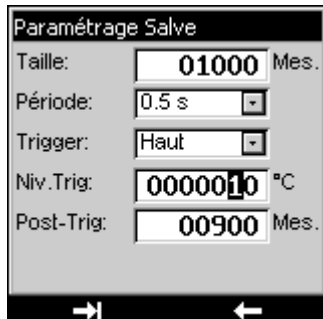 Paramétrage Salve
Taille: 01000 Mes.
Période: 0.5 s
Trigger: Haut
Niv.Trig: 0000010 °C
Post-Trig: 00900 Mes.